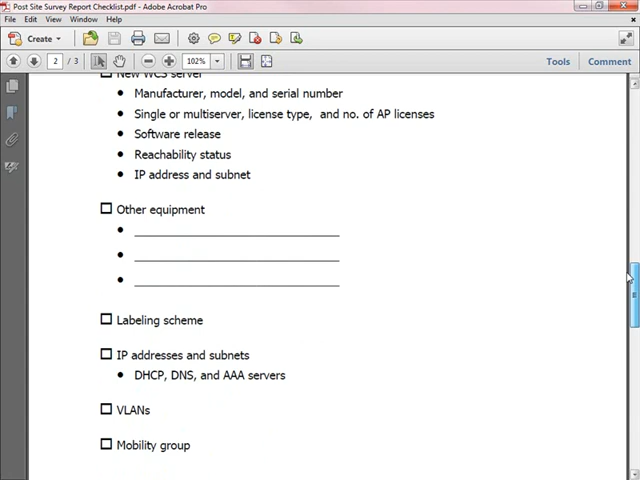 Post Site Survey Report Checklist.pdf - Adobe Acrobat Pro
File Edit View Window Help
Create
2 / 3 102% Tools Comment
New WCS server
• Manufacturer, model, and serial number
• Single or multiserver, license type, and no. of AP licenses
• Software release
• Reachability status
• IP address and subnet
Other equipment
Labeling scheme
IP addresses and subnets
• DHCP, DNS, and AAA servers
VLANs
Mobility group